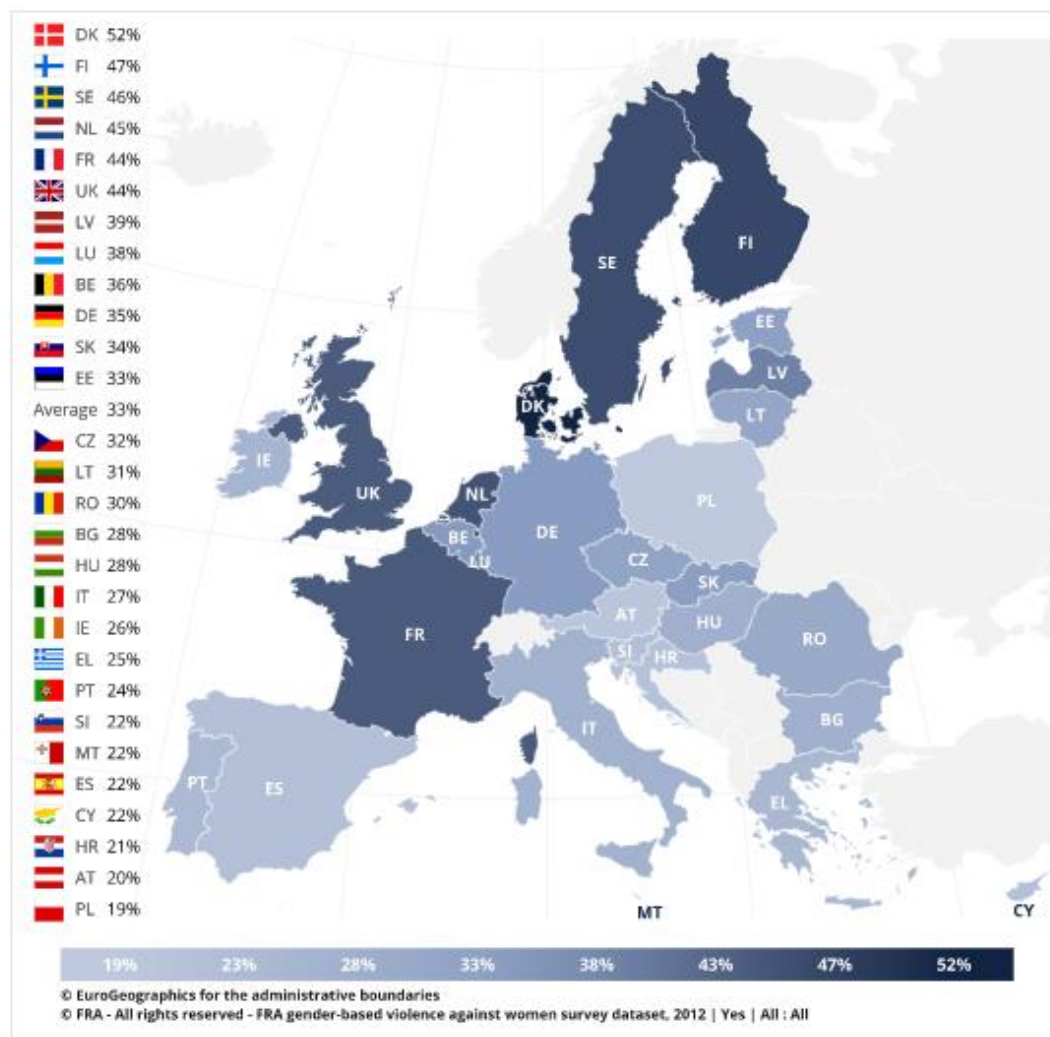 DK 52%
FI 47%
SE 46%
NL 45%
FR 44%
UK 44%
LV 39%
LU 38%
BE 36%
DE 35%
SK 34%
EE 33%
Average 33%
CZ 32%
LT 31%
RO 30%
BG 28%
HU 28%
IT 27%
IE 26%
EL 25%
PT 24%
SI 22%
MT 22%
ES 22%
CY 22%
HR 21%
AT 20%
PL 19%
FI
SE
EE
LV
DK
LT
IE
UK
NL
PL
BE
DE
LU
CZ
SK
AT
HU
FR
SI
HR
RO
BG
IT
PT
ES
EL
MT
CY
19% 23% 28% 33% 38% 43% 47% 52%
© EuroGeographics for the administrative boundaries
© FRA - All rights reserved - FRA gender-based violence against women survey dataset, 2012 | Yes | All : All